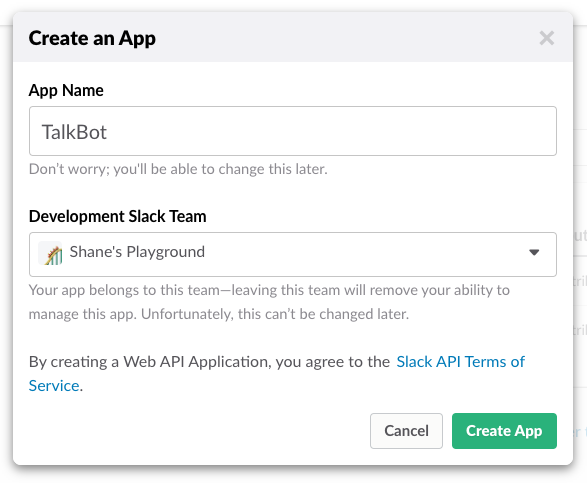 Create an App
App Name
TalkBot
Don't worry; you'll be able to change this later.
Development Slack Team
Shane's Playground
Your app belongs to this team—leaving this team will remove your ability to
manage this app. Unfortunately, this can't be changed later.
By creating a Web API Application, you agree to the Slack API Terms of
Service.
Cancel
Create App